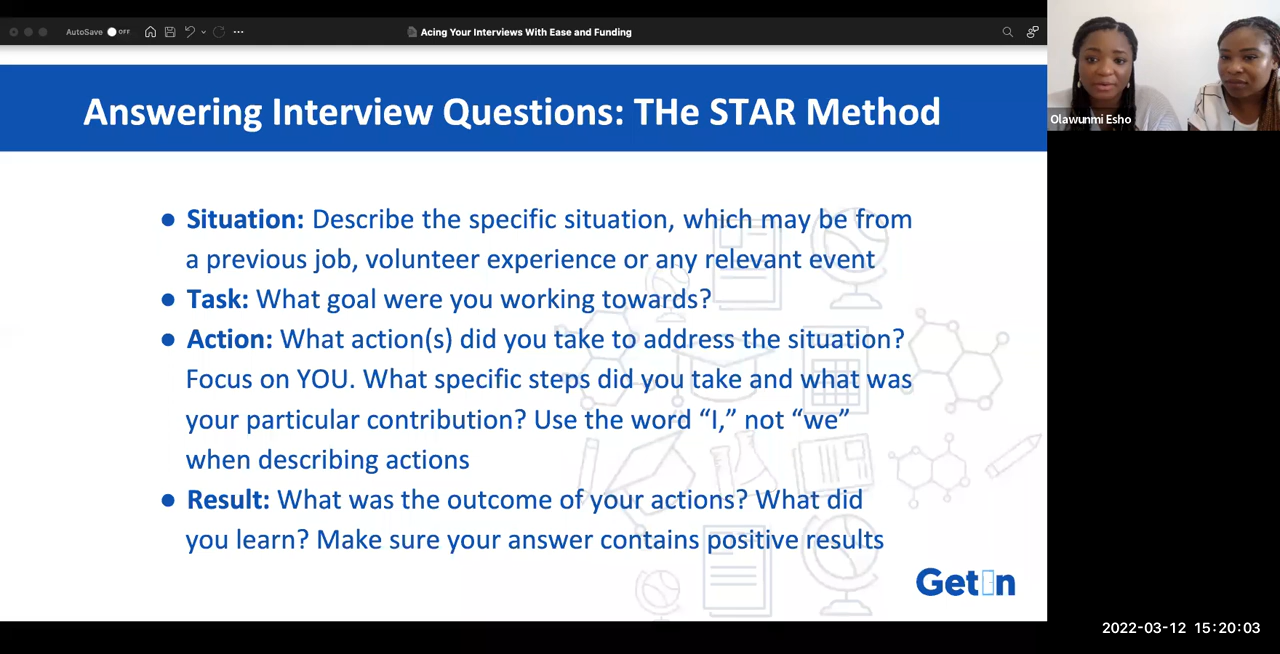 AutoSave OFF
Acing Your Interviews With Ease and Funding
Answering Interview Questions: THe STAR Method
Olawunmi Esho
● Situation: Describe the specific situation, which may be from
a previous job, volunteer experience or any relevant event
● Task: What goal were you working towards?
● Action: What action(s) did you take to address the situation?
Focus on YOU. What specific steps did you take and what was
your particular contribution? Use the word “I,” not “we”
when describing actions
● Result: What was the outcome of your actions? What did
you learn? Make sure your answer contains positive results
GetIn
2022-03-12 15:20:03